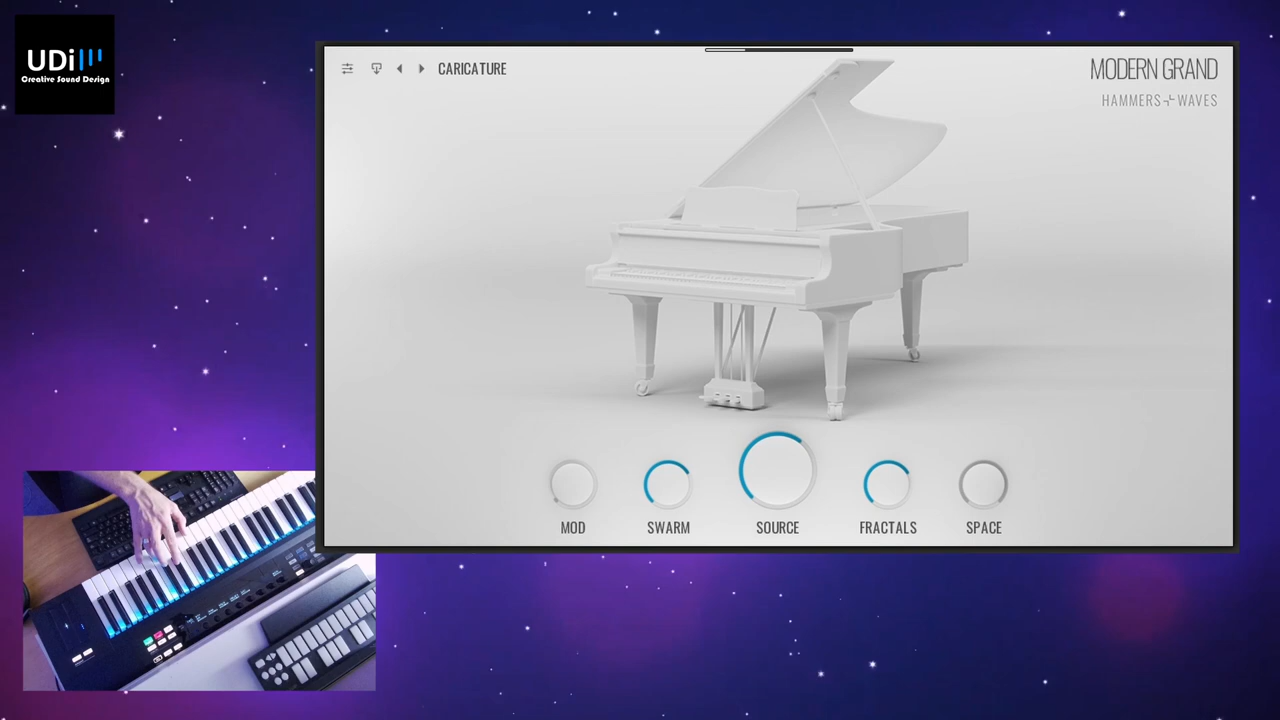 UDi
Creative Sound Design
CARICATURE
MODERN GRAND
HAMMERS WAVES
MOD
SWARM
SOURCE
FRACTALS
SPACE